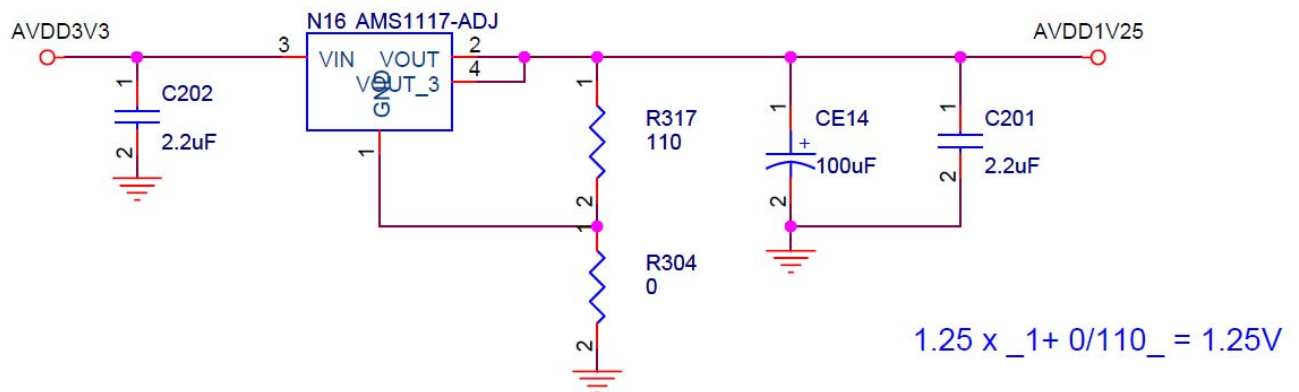 N16 AMS1117-ADJ
AVDD3V3
AVDD1V25
3
VIN
VOUT
2
VOUT_3
4
GND
1
1
C202
2.2uF
2
1
R317
110
2
1
CE14
+
100uF
2
1
C201
2.2uF
2
1
R304
0
2
1.25 x _1+ 0/110_ = 1.25V